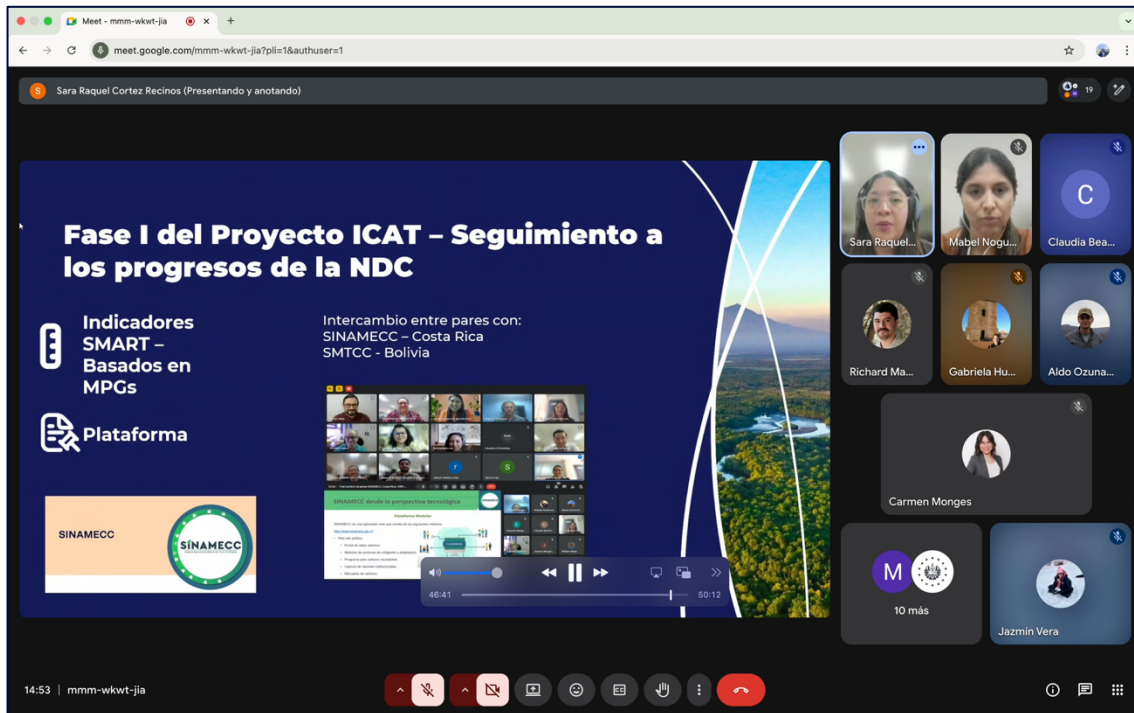 Meet - mmm-wkwt-jia
meet.google.com/mmm-wkwt-jia?pli=1&authuser=1
S
Sara Raquel Cortez Recinos (Presentando y anotando)
19
Fase I del Proyecto ICAT – Seguimiento a
los progresos de la NDC
Indicadores
SMART –
Basados en
MPGs
Plataforma
Intercambio entre pares con:
SINAMECC – Costa Rica
SMTCC - Bolivia
SINAMECC desde la perspectiva tecnológica
Plataforma Modular
SINAMECC
SINAMECC
46:41
50:12
Sara Raquel...
Mabel Nogu...
C
Claudia Bea...
Richard Ma...
Gabriela Hu...
Aldo Ozuna...
Carmen Monges
M
10 más
Jazmín Vera
14:53 | mmm-wkwt-jia